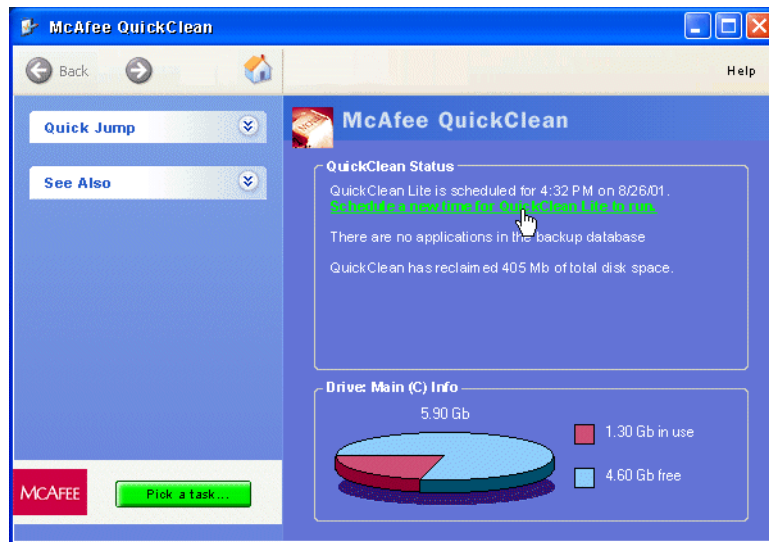 McAfee QuickClean
Back
Help
Quick Jump
See Also
McAfee QuickClean
QuickClean Status
QuickClean Lite is scheduled for 4:32 PM on 8/26/01.
Schedule a new time for QuickClean Lite to run.
There are no applications in the backup database
QuickClean has reclaimed 405 Mb of total disk space.
Drive: Main (C) Info
5.90 Gb
1.30 Gb in use
4.60 Gb free
MCAFEE
Pick a task...